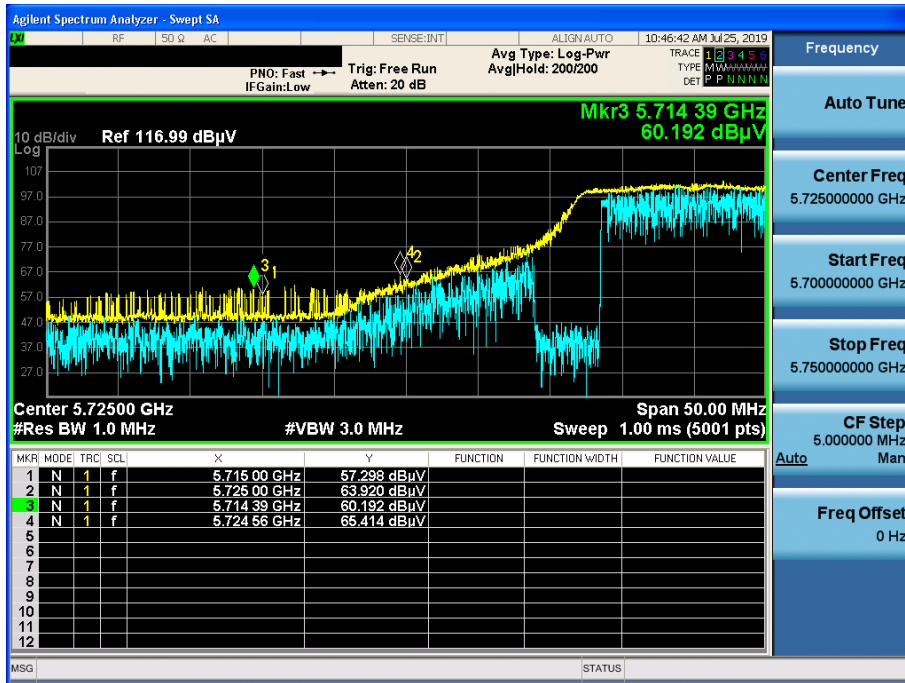 Agilent Spectrum Analyzer - Swept SA
LXI RF 50 Ω AC SENSE:INT ALIGN AUTO 10:46:42 AM Jul 25, 2019
Frequency
PNO: Fast Trig: Free Run Avg Type: Log-Pwr TRACE 1 2 3 4 5 6
IFGain:Low Atten: 20 dB Avg|Hold: 200/200 TYPE M W W W W W
DET P P N N N N
Auto Tune
Mkr3 5.714 39 GHz
60.192 dBµV
10 dB/div Ref 116.99 dBµV
Log
107
97.0
87.0
77.0
67.0
57.0
47.0
37.0
27.0
3 1 4 2
Center Freq
5.725000000 GHz
Start Freq
5.700000000 GHz
Stop Freq
5.750000000 GHz
Center 5.72500 GHz Span 50.00 MHz
#Res BW 1.0 MHz #VBW 3.0 MHz Sweep 1.00 ms (5001 pts)
CF Step
5.000000 MHz
Auto Man
MKR MODE TRC SCL X Y FUNCTION FUNCTION WIDTH FUNCTION VALUE
1 N 1 f 5.715 00 GHz 57.298 dBµV
2 N 1 f 5.725 00 GHz 63.920 dBµV
3 N 1 f 5.714 39 GHz 60.192 dBµV
4 N 1 f 5.724 56 GHz 65.414 dBµV
5
6
7
8
9
10
11
12
Freq Offset
0 Hz
MSG STATUS